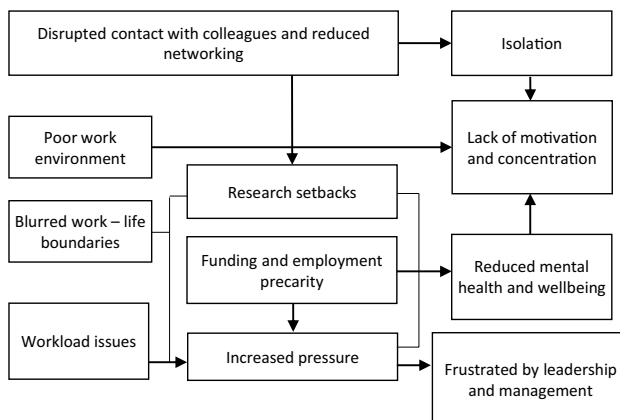 Disrupted contact with colleagues and reduced
networking
Isolation
Poor work
environment
Lack of motivation
and concentration
Research setbacks
Blurred work – life
boundaries
Funding and employment
precarity
Reduced mental
health and wellbeing
Workload issues
Increased pressure
Frustrated by leadership
and management